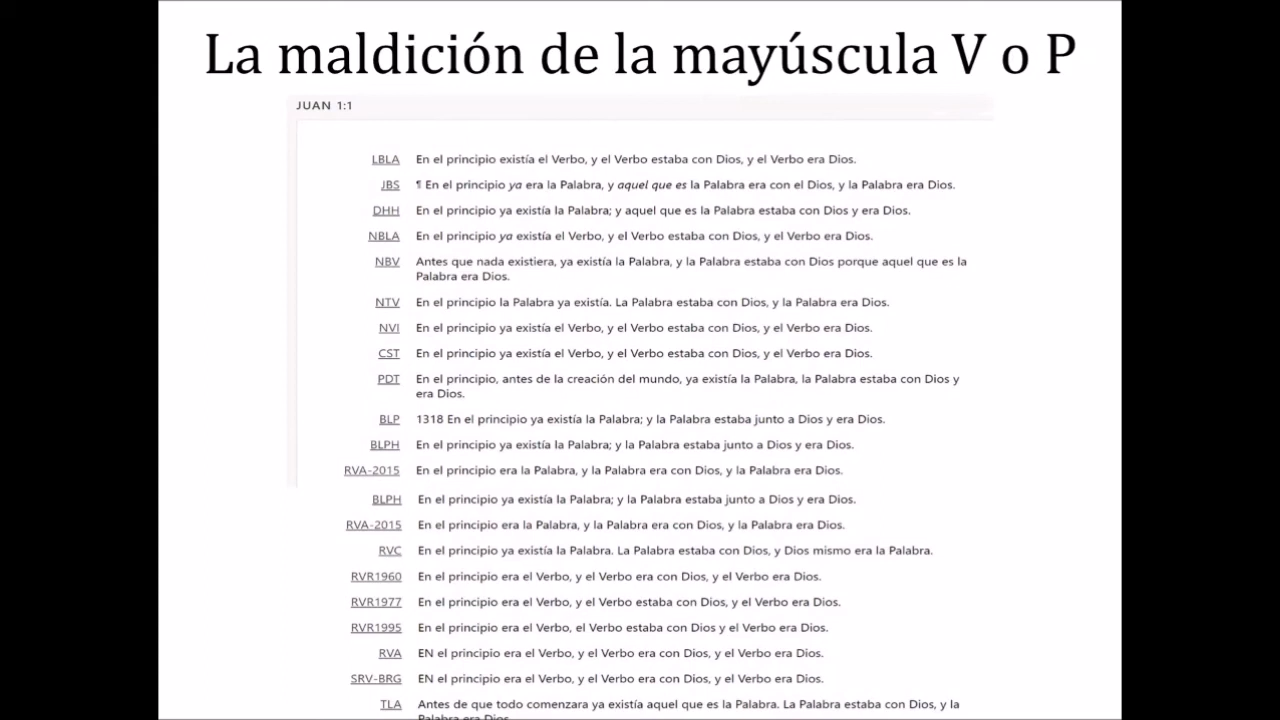 La maldición de la mayúscula V o P
JUAN 1:1
LBLA En el principio existía el Verbo, y el Verbo estaba con Dios, y el Verbo era Dios.
JBS ¶ En el principio ya era la Palabra, y aquel que es la Palabra era con el Dios, y la Palabra era Dios.
DHH En el principio ya existía la Palabra; y aquel que es la Palabra estaba con Dios y era Dios.
NBLA En el principio ya existía el Verbo, y el Verbo estaba con Dios, y el Verbo era Dios.
NBV Antes que nada existiera, ya existía la Palabra, y la Palabra estaba con Dios porque aquel que es la
Palabra era Dios.
NTV En el principio la Palabra ya existía. La Palabra estaba con Dios, y la Palabra era Dios.
NVI En el principio ya existía el Verbo, y el Verbo estaba con Dios, y el Verbo era Dios.
CST En el principio ya existía el Verbo, y el Verbo estaba con Dios, y el Verbo era Dios.
PDT En el principio, antes de la creación del mundo, ya existía la Palabra, la Palabra estaba con Dios y
era Dios.
BLP 1318 En el principio ya existía la Palabra; y la Palabra estaba junto a Dios y era Dios.
BLPH En el principio ya existía la Palabra; y la Palabra estaba junto a Dios y era Dios.
RVA-2015 En el principio era la Palabra, y la Palabra era con Dios, y la Palabra era Dios.
BLPH En el principio ya existía la Palabra; y la Palabra estaba junto a Dios y era Dios.
RVA-2015 En el principio era la Palabra, y la Palabra era con Dios, y la Palabra era Dios.
RVC En el principio ya existía la Palabra. La Palabra estaba con Dios, y Dios mismo era la Palabra.
RVR1960 En el principio era el Verbo, y el Verbo era con Dios, y el Verbo era Dios.
RVR1977 En el principio era el Verbo, y el Verbo estaba con Dios, y el Verbo era Dios.
RVR1995 En el principio era el Verbo, el Verbo estaba con Dios y el Verbo era Dios.
RVA EN el principio era el Verbo, y el Verbo era con Dios, y el Verbo era Dios.
SRV-BRG EN el principio era el Verbo, y el Verbo era con Dios, y el Verbo era Dios.
TLA Antes de que todo comenzara ya existía aquel que es la Palabra. La Palabra estaba con Dios, y la
Palabra era Dios.